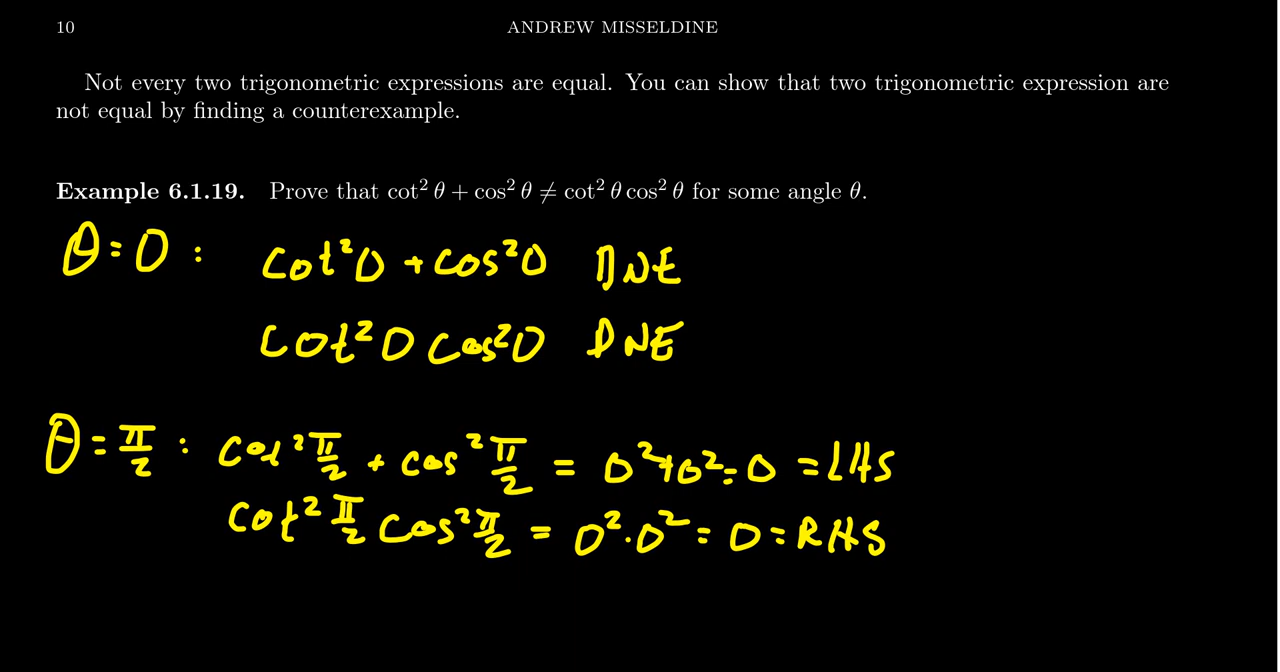 10 ANDREW MISSELDINE
Not every two trigonometric expressions are equal. You can show that two trigonometric expression are
not equal by finding a counterexample.
Example 6.1.19. Prove that cot² θ + cos² θ ≠ cot² θ cos² θ for some angle θ.
θ = 0 : cot²0 + cos²0 DNE
cot²0 cos²0 DNE
θ = π/2 : cot² π/2 + cos² π/2 = 0² + 0² = 0 = LHS
cot² π/2 cos² π/2 = 0² · 0² = 0 = RHS